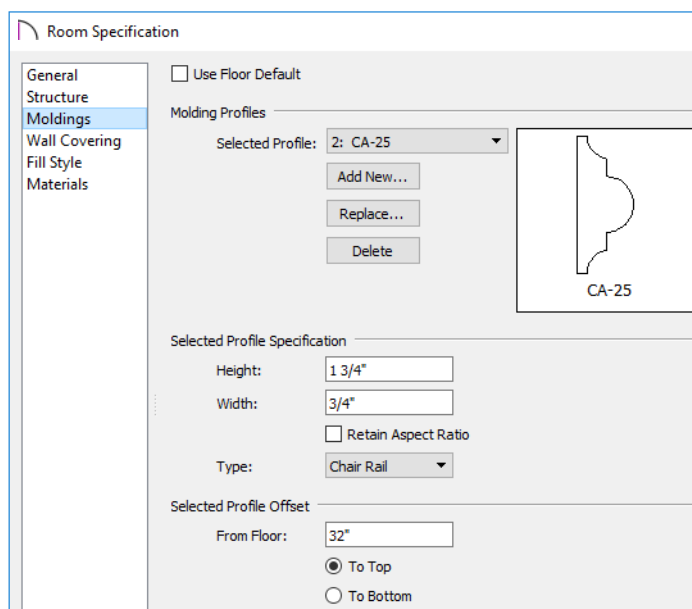 Room Specification
General
Structure
Moldings
Wall Covering
Fill Style
Materials
Use Floor Default
Molding Profiles
Selected Profile: 2: CA-25
Add New...
Replace...
Delete
CA-25
Selected Profile Specification
Height: 1 3/4"
Width: 3/4"
Retain Aspect Ratio
Type: Chair Rail
Selected Profile Offset
From Floor: 32"
To Top
To Bottom